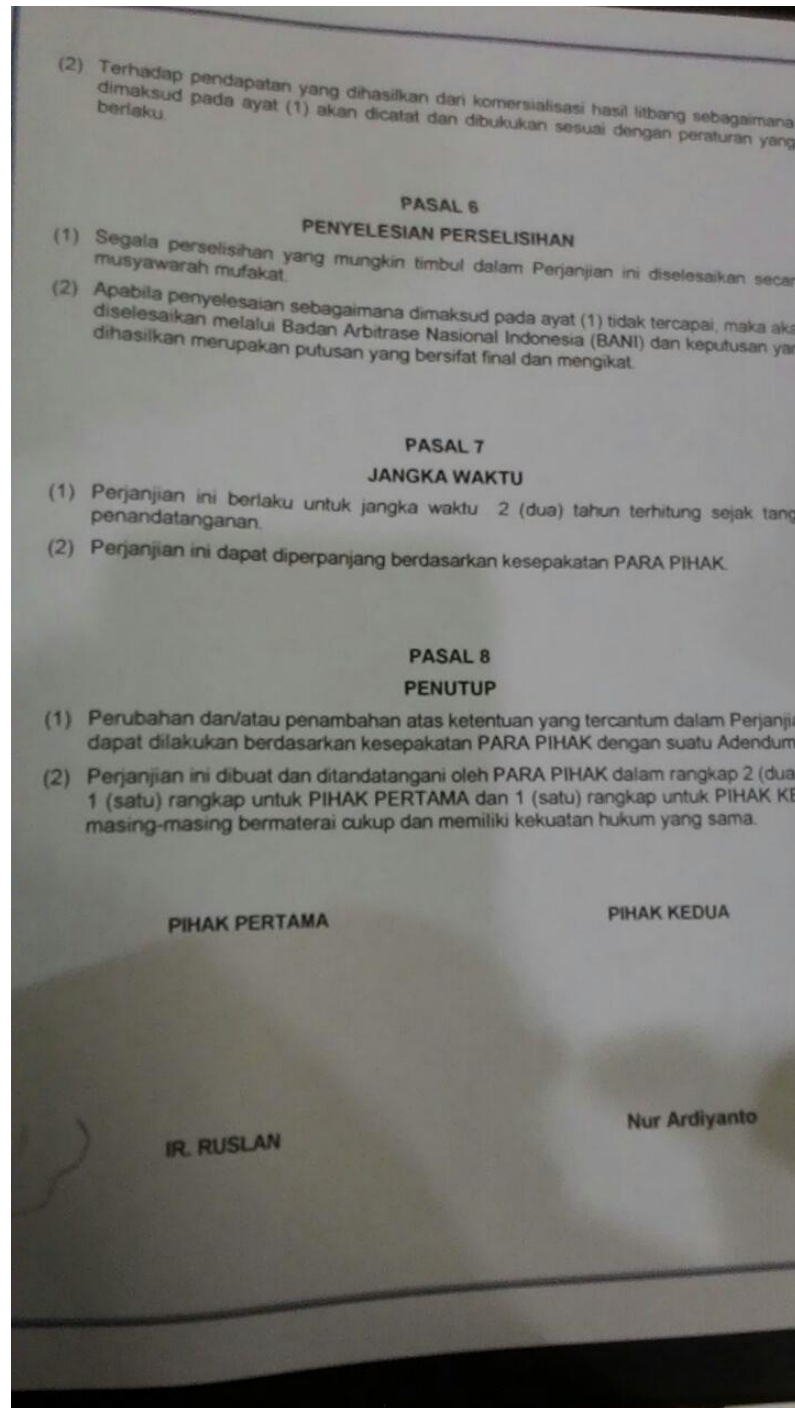 (2) Terhadap pendapatan yang dihasilkan dari komersialisasi hasil litbang sebagaimana
dimaksud pada ayat (1) akan dicatat dan dibukukan sesuai dengan peraturan yang
berlaku.
PASAL 6
PENYELESIAN PERSELISIHAN
(1) Segala perselisihan yang mungkin timbul dalam Perjanjian ini diselesaikan secar
musyawarah mufakat.
(2) Apabila penyelesaian sebagaimana dimaksud pada ayat (1) tidak tercapai, maka aka
diselesaikan melalui Badan Arbitrase Nasional Indonesia (BANI) dan keputusan yan
dihasilkan merupakan putusan yang bersifat final dan mengikat.
PASAL 7
JANGKA WAKTU
(1) Perjanjian ini berlaku untuk jangka waktu 2 (dua) tahun terhitung sejak tang
penandatanganan.
(2) Perjanjian ini dapat diperpanjang berdasarkan kesepakatan PARA PIHAK.
PASAL 8
PENUTUP
(1) Perubahan dan/atau penambahan atas ketentuan yang tercantum dalam Perjanjia
dapat dilakukan berdasarkan kesepakatan PARA PIHAK dengan suatu Adendum
(2) Perjanjian ini dibuat dan ditandatangani oleh PARA PIHAK dalam rangkap 2 (dua
1 (satu) rangkap untuk PIHAK PERTAMA dan 1 (satu) rangkap untuk PIHAK KE
masing-masing bermaterai cukup dan memiliki kekuatan hukum yang sama.
PIHAK PERTAMA PIHAK KEDUA
IR. RUSLAN Nur Ardiyanto